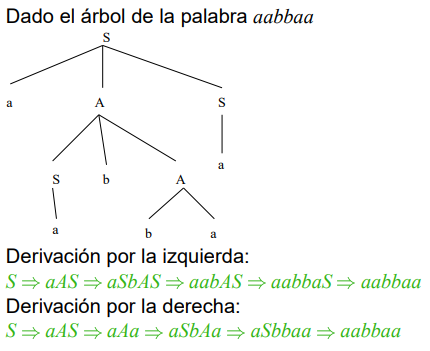 Dado el árbol de la palabra aabbaa
S
a A S
a
S b A
a b a
Derivación por la izquierda:
S ⇒ aAS ⇒ aSbAS ⇒ aabAS ⇒ aabbaS ⇒ aabbaa
Derivación por la derecha:
S ⇒ aAS ⇒ aAa ⇒ aSbAa ⇒ aSbbaa ⇒ aabbaa